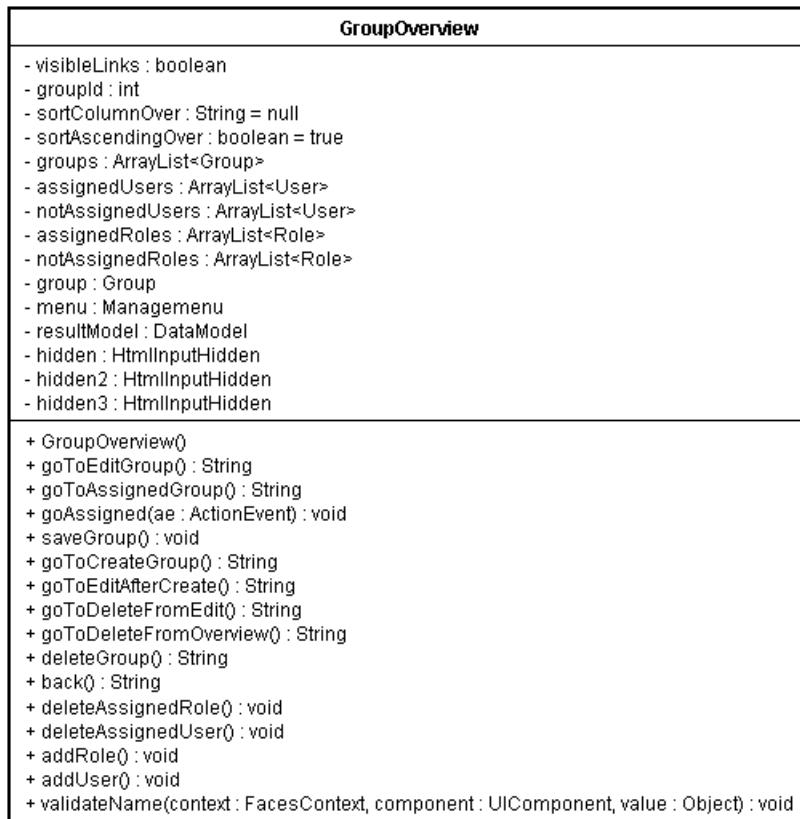 GroupOverview
- visibleLinks : boolean
- groupId : int
- sortColumnOver : String = null
- sortAscendingOver : boolean = true
- groups : ArrayList<Group>
- assignedUsers : ArrayList<User>
- notAssignedUsers : ArrayList<User>
- assignedRoles : ArrayList<Role>
- notAssignedRoles : ArrayList<Role>
- group : Group
- menu : Managemenu
- resultModel : DataModel
- hidden : HtmlInputHidden
- hidden2 : HtmlInputHidden
- hidden3 : HtmlInputHidden
+ GroupOverview()
+ goToEditGroup() : String
+ goToAssignedGroup() : String
+ goAssigned(ae : ActionEvent) : void
+ saveGroup() : void
+ goToCreateGroup() : String
+ goToEditAfterCreate() : String
+ goToDeleteFromEdit() : String
+ goToDeleteFromOverview() : String
+ deleteGroup() : String
+ back() : String
+ deleteAssignedRole() : void
+ deleteAssignedUser() : void
+ addRole() : void
+ addUser() : void
+ validateName(context : FacesContext, component : UIComponent, value : Object) : void